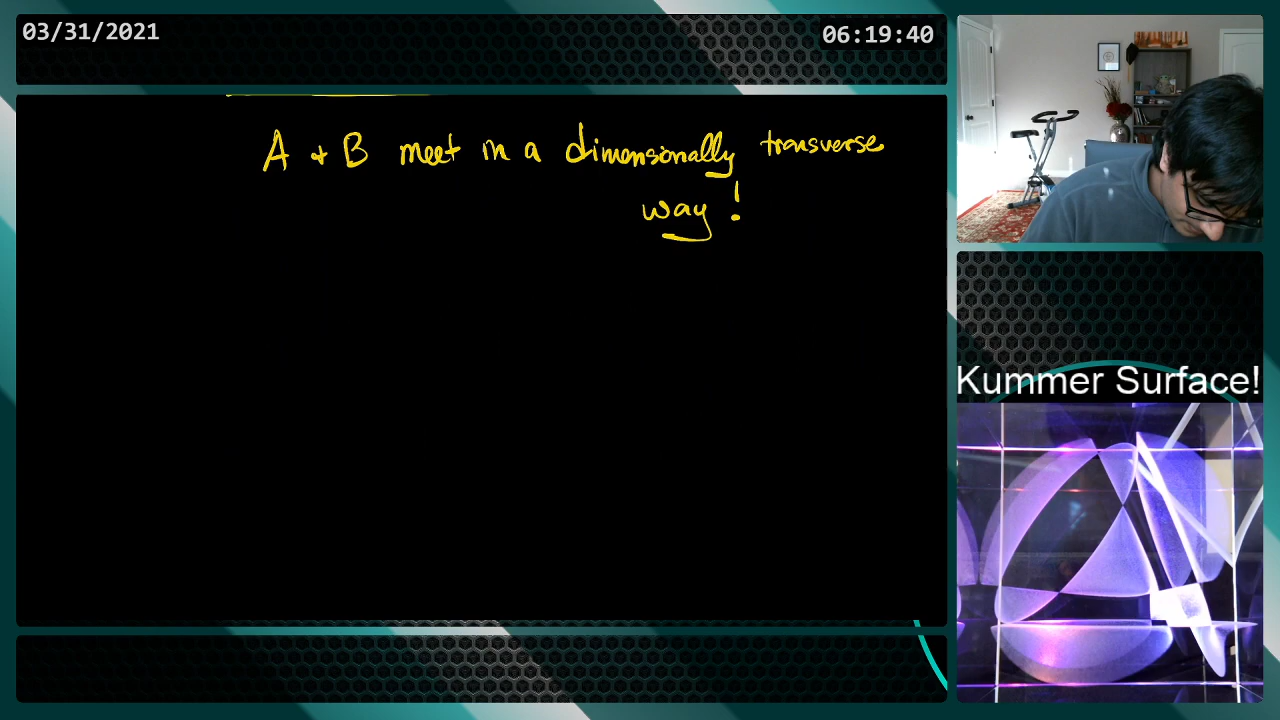 03/31/2021
06:19:40
A + B meet in a dimensionally transverse
way!
Kummer Surface!